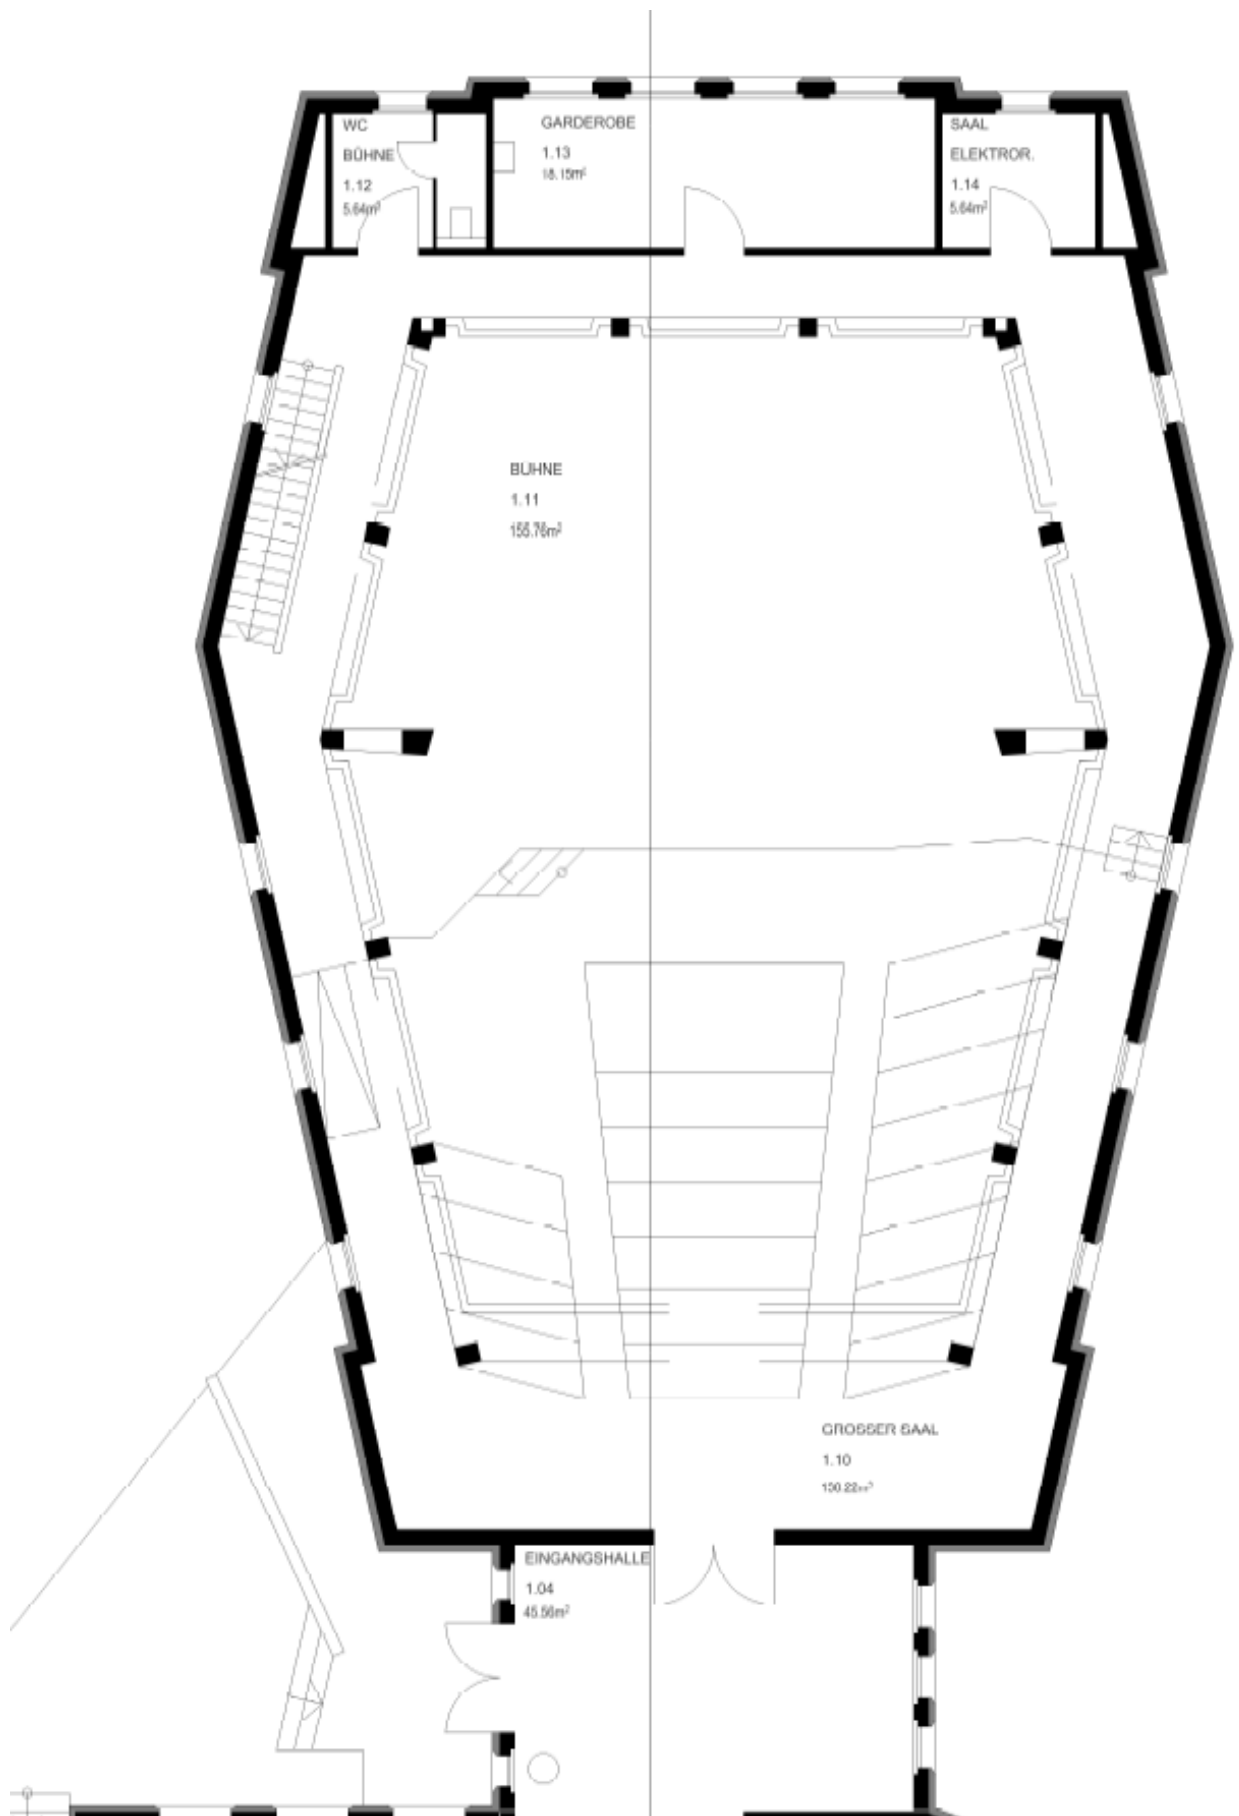 WC
BÜHNE
1.12
5.64m²
GARDEROBE
1.13
18.15m²
SAAL
ELEKTROR.
1.14
5.64m²
BÜHNE
1.11
155.76m²
GROSSER SAAL
1.10
EINGANGSHALLE
1.04
45.56m²